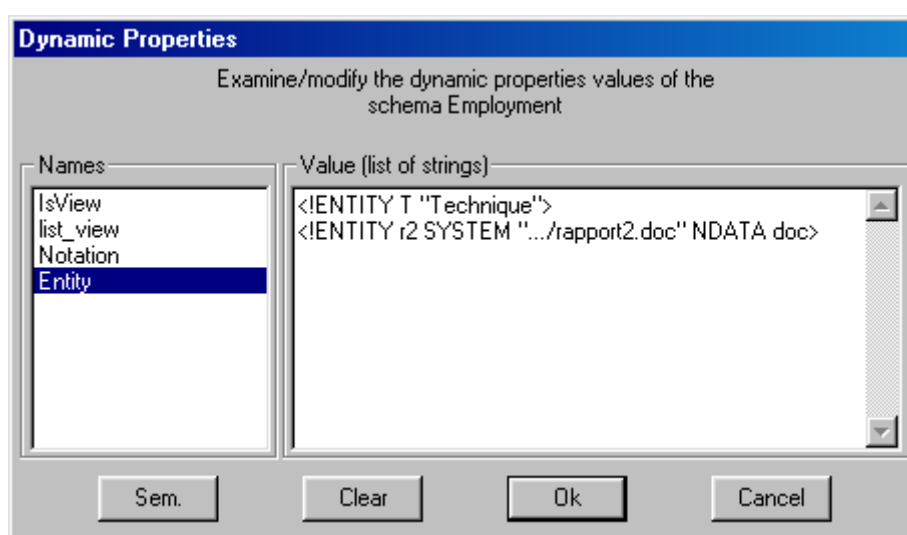 Dynamic Properties
Examine/modify the dynamic properties values of the
schema Employment
Names
IsView
list_view
Notation
Entity
Value (list of strings)
<!ENTITY T "Technique">
<!ENTITY r2 SYSTEM ".../rapport2.doc" NDATA doc>
Sem.
Clear
Ok
Cancel